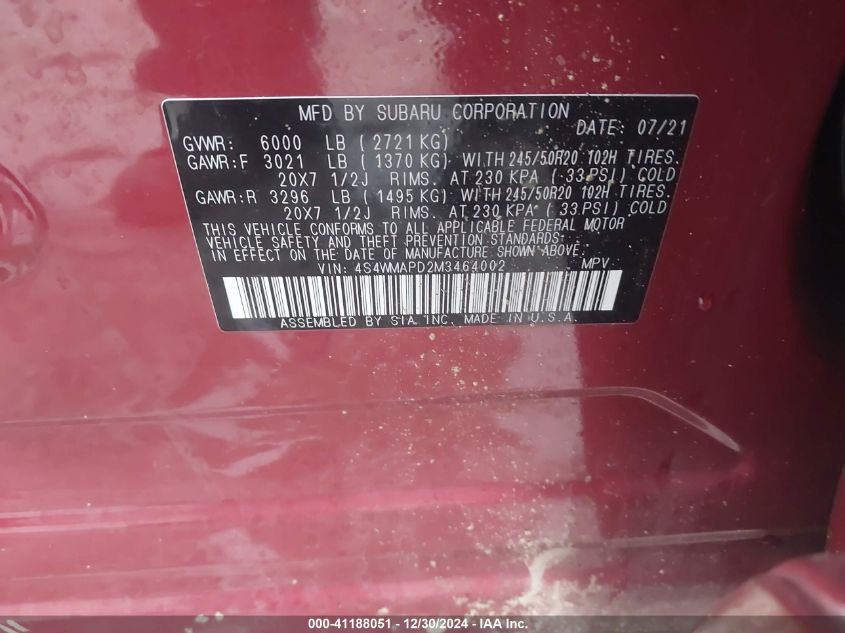 MFD BY SUBARU CORPORATION
DATE: 07/21
GVWR: 6000 LB ( 2721 KG)
GAWR:F 3021 LB ( 1370 KG) WITH 245/50R20 102H TIRES.
20X7 1/2J RIMS. AT 230 KPA ( 33 PSI) COLD
GAWR:R 3296 LB ( 1495 KG) WITH 245/50R20 102H TIRES.
20X7 1/2J RIMS. AT 230 KPA ( 33 PSI) COLD
THIS VEHICLE CONFORMS TO ALL APPLICABLE FEDERAL MOTOR
VEHICLE SAFETY AND THEFT PREVENTION STANDARDS
IN EFFECT ON THE DATE OF MANUFACTURE SHOWN ABOVE.
VIN: 4S4WMAPD2M3464002 MPV
ASSEMBLED BY SIA, INC. MADE IN U.S.A.
000-41188051 - 12/30/2024 - IAA Inc.